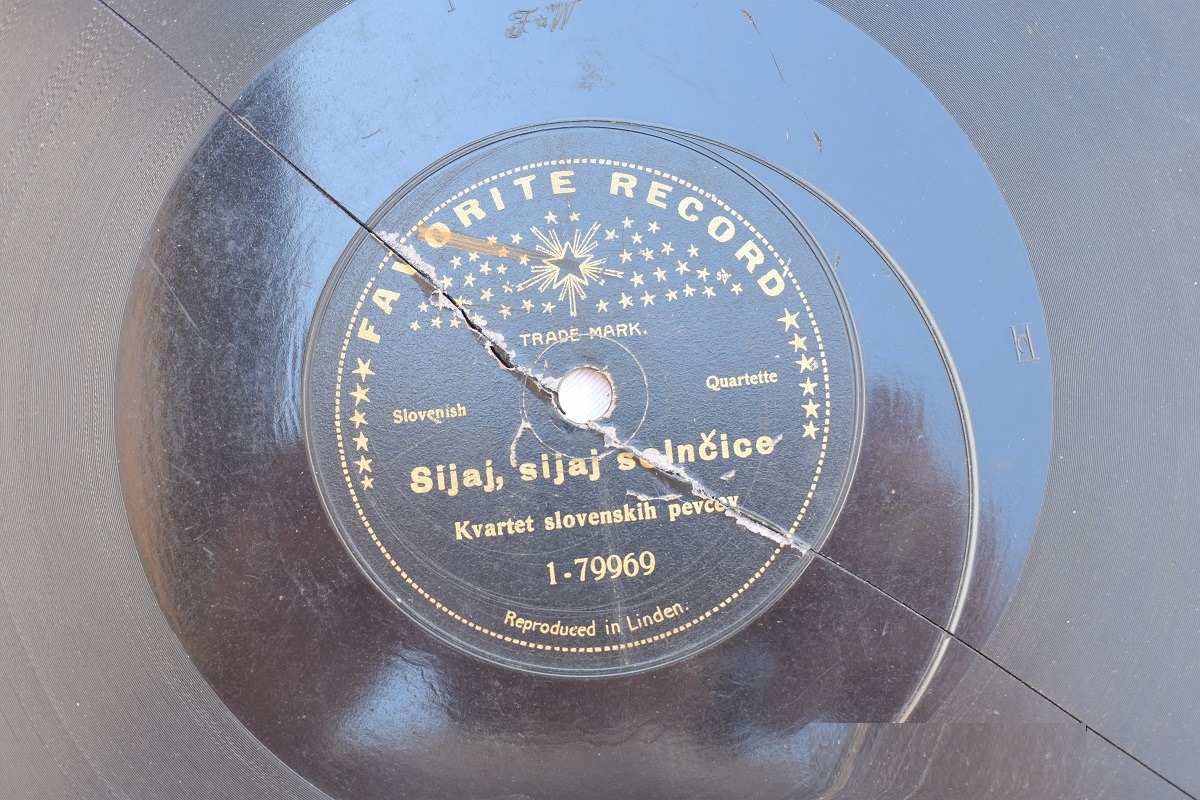 F☆W
FAVORITE RECORD
TRADE MARK.
Slovenish
Quartette
Sijaj, sijaj solnčice
Kvartet slovenskih pevcev
1-79969
Reproduced in Linden.
H